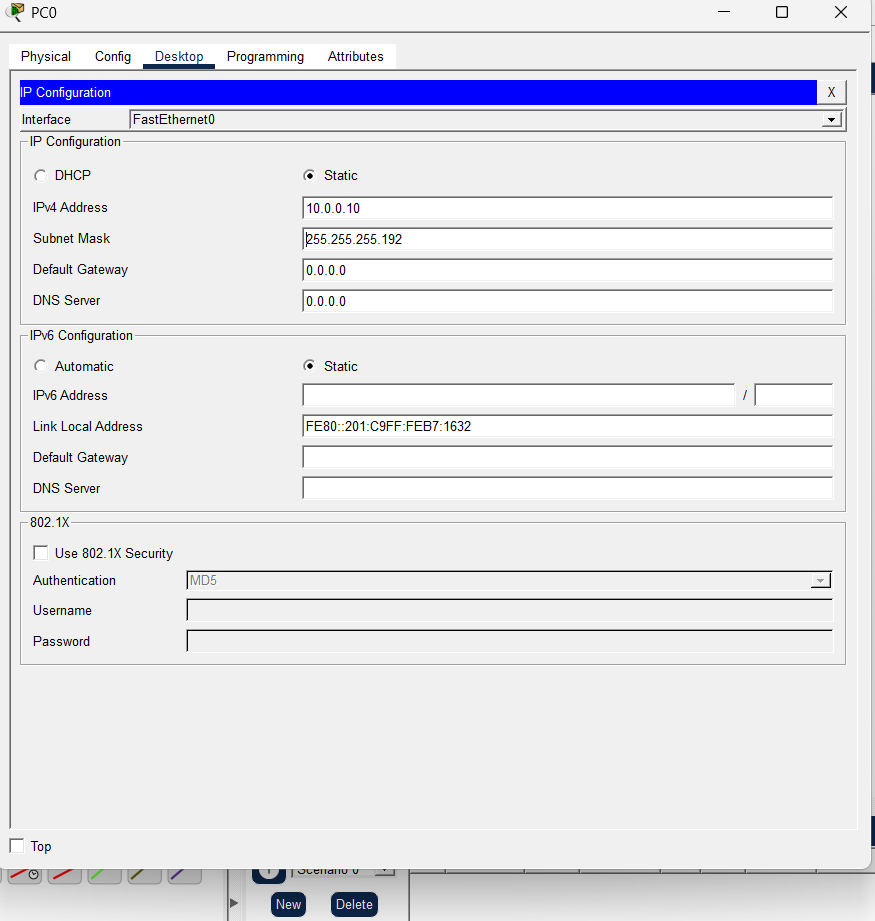 PC0
Physical Config Desktop Programming Attributes
IP Configuration X
Interface FastEthernet0
IP Configuration
DHCP Static
IPv4 Address 10.0.0.10
Subnet Mask 255.255.255.192
Default Gateway 0.0.0.0
DNS Server 0.0.0.0
IPv6 Configuration
Automatic Static
IPv6 Address /
Link Local Address FE80::201:C9FF:FEB7:1632
Default Gateway
DNS Server
802.1X
Use 802.1X Security
Authentication MD5
Username
Password
Top
Scenario 0
New Delete